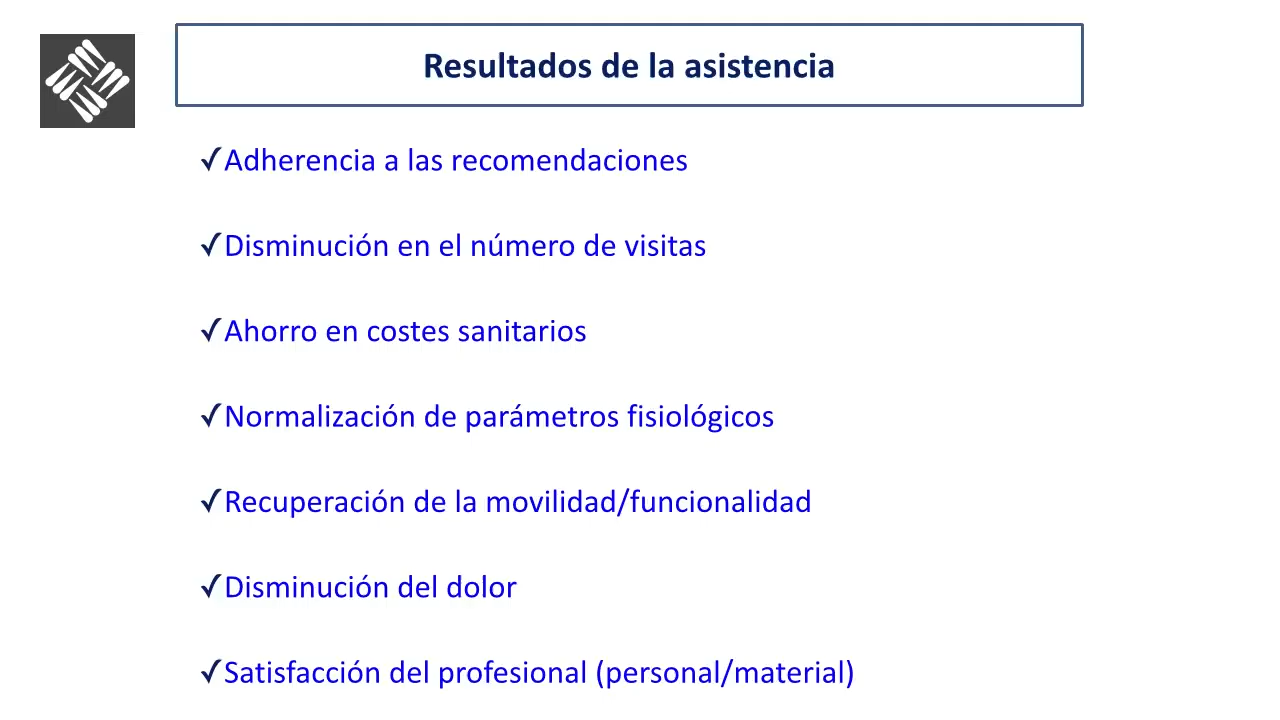 Resultados de la asistencia
✓Adherencia a las recomendaciones
✓Disminución en el número de visitas
✓Ahorro en costes sanitarios
✓Normalización de parámetros fisiológicos
✓Recuperación de la movilidad/funcionalidad
✓Disminución del dolor
✓Satisfacción del profesional (personal/material)